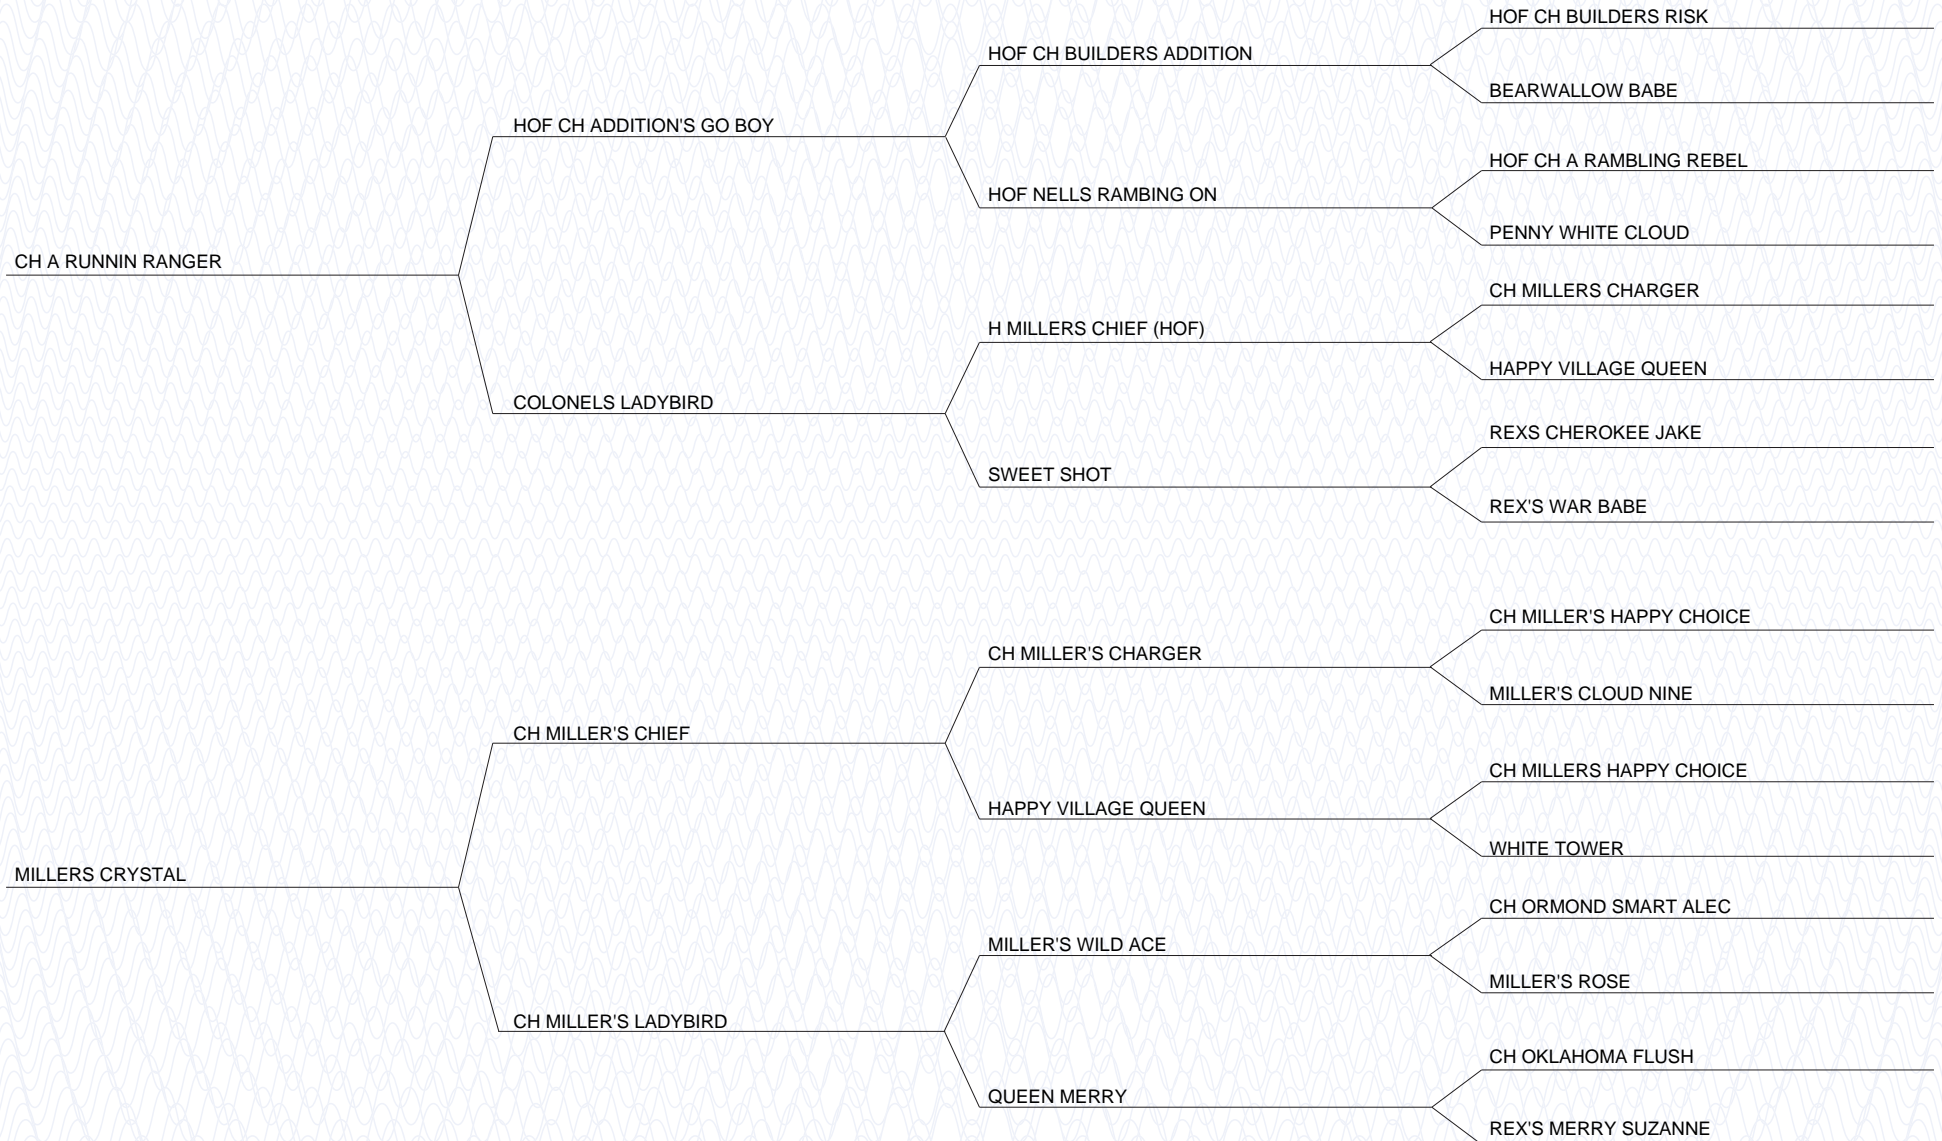 HOF CH BUILDERS RISK
HOF CH BUILDERS ADDITION
BEARWALLOW BABE
HOF CH ADDITION'S GO BOY
HOF CH A RAMBLING REBEL
HOF NELLS RAMBING ON
PENNY WHITE CLOUD
CH A RUNNIN RANGER
CH MILLERS CHARGER
H MILLERS CHIEF (HOF)
HAPPY VILLAGE QUEEN
COLONELS LADYBIRD
REXS CHEROKEE JAKE
SWEET SHOT
REX'S WAR BABE
CH MILLER'S HAPPY CHOICE
CH MILLER'S CHARGER
MILLER'S CLOUD NINE
CH MILLER'S CHIEF
CH MILLERS HAPPY CHOICE
HAPPY VILLAGE QUEEN
WHITE TOWER
MILLERS CRYSTAL
CH ORMOND SMART ALEC
MILLER'S WILD ACE
MILLER'S ROSE
CH MILLER'S LADYBIRD
CH OKLAHOMA FLUSH
QUEEN MERRY
REX'S MERRY SUZANNE